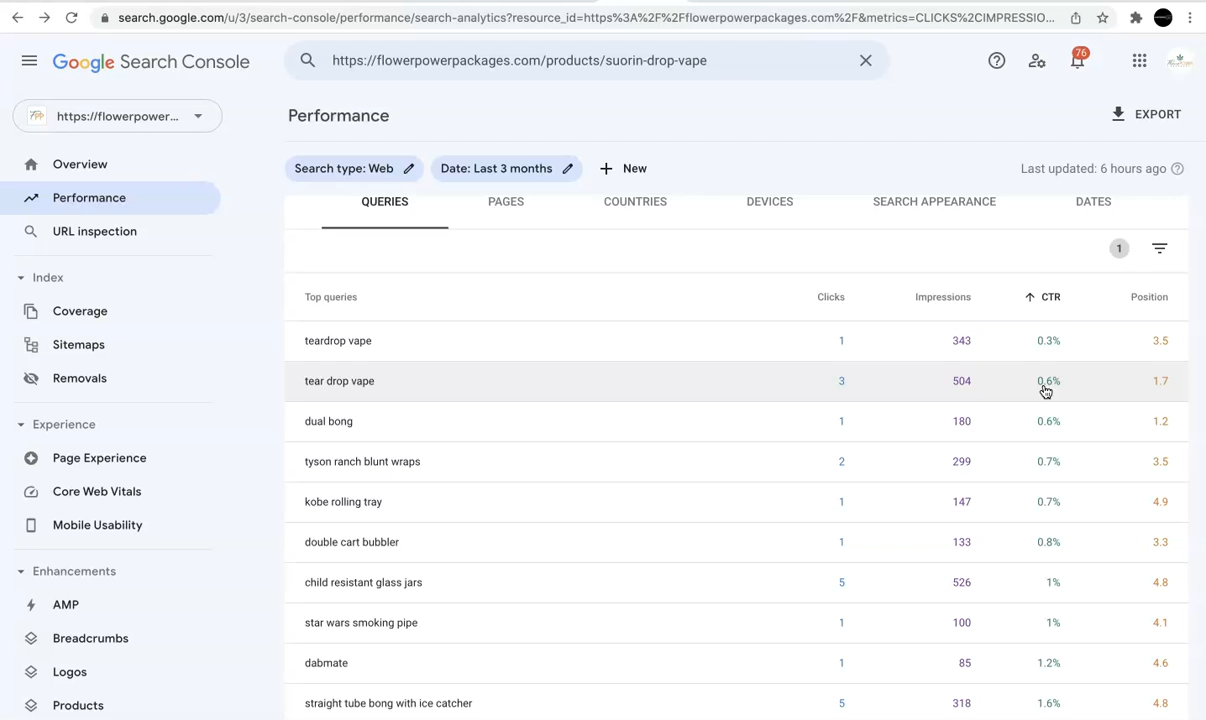 search.google.com/u/3/search-console/performance/search-analytics?resource_id=https%3A%2F%2Fflowerpowerpackages.com%2F&metrics=CLICKS%2CIMPRESSIO...
Google Search Console
https://flowerpowerpackages.com/products/suorin-drop-vape
76
https://flowerpower...
Performance
EXPORT
Search type: Web
Date: Last 3 months
New
Last updated: 6 hours ago
Overview
Performance
URL inspection
Index
Coverage
Sitemaps
Removals
Experience
Page Experience
Core Web Vitals
Mobile Usability
Enhancements
AMP
Breadcrumbs
Logos
Products
QUERIES PAGES COUNTRIES DEVICES SEARCH APPEARANCE DATES
1
Top queries Clicks Impressions CTR Position
teardrop vape 1 343 0.3% 3.5
tear drop vape 3 504 0.6% 1.7
dual bong 1 180 0.6% 1.2
tyson ranch blunt wraps 2 299 0.7% 3.5
kobe rolling tray 1 147 0.7% 4.9
double cart bubbler 1 133 0.8% 3.3
child resistant glass jars 5 526 1% 4.8
star wars smoking pipe 1 100 1% 4.1
dabmate 1 85 1.2% 4.6
straight tube bong with ice catcher 5 318 1.6% 4.8